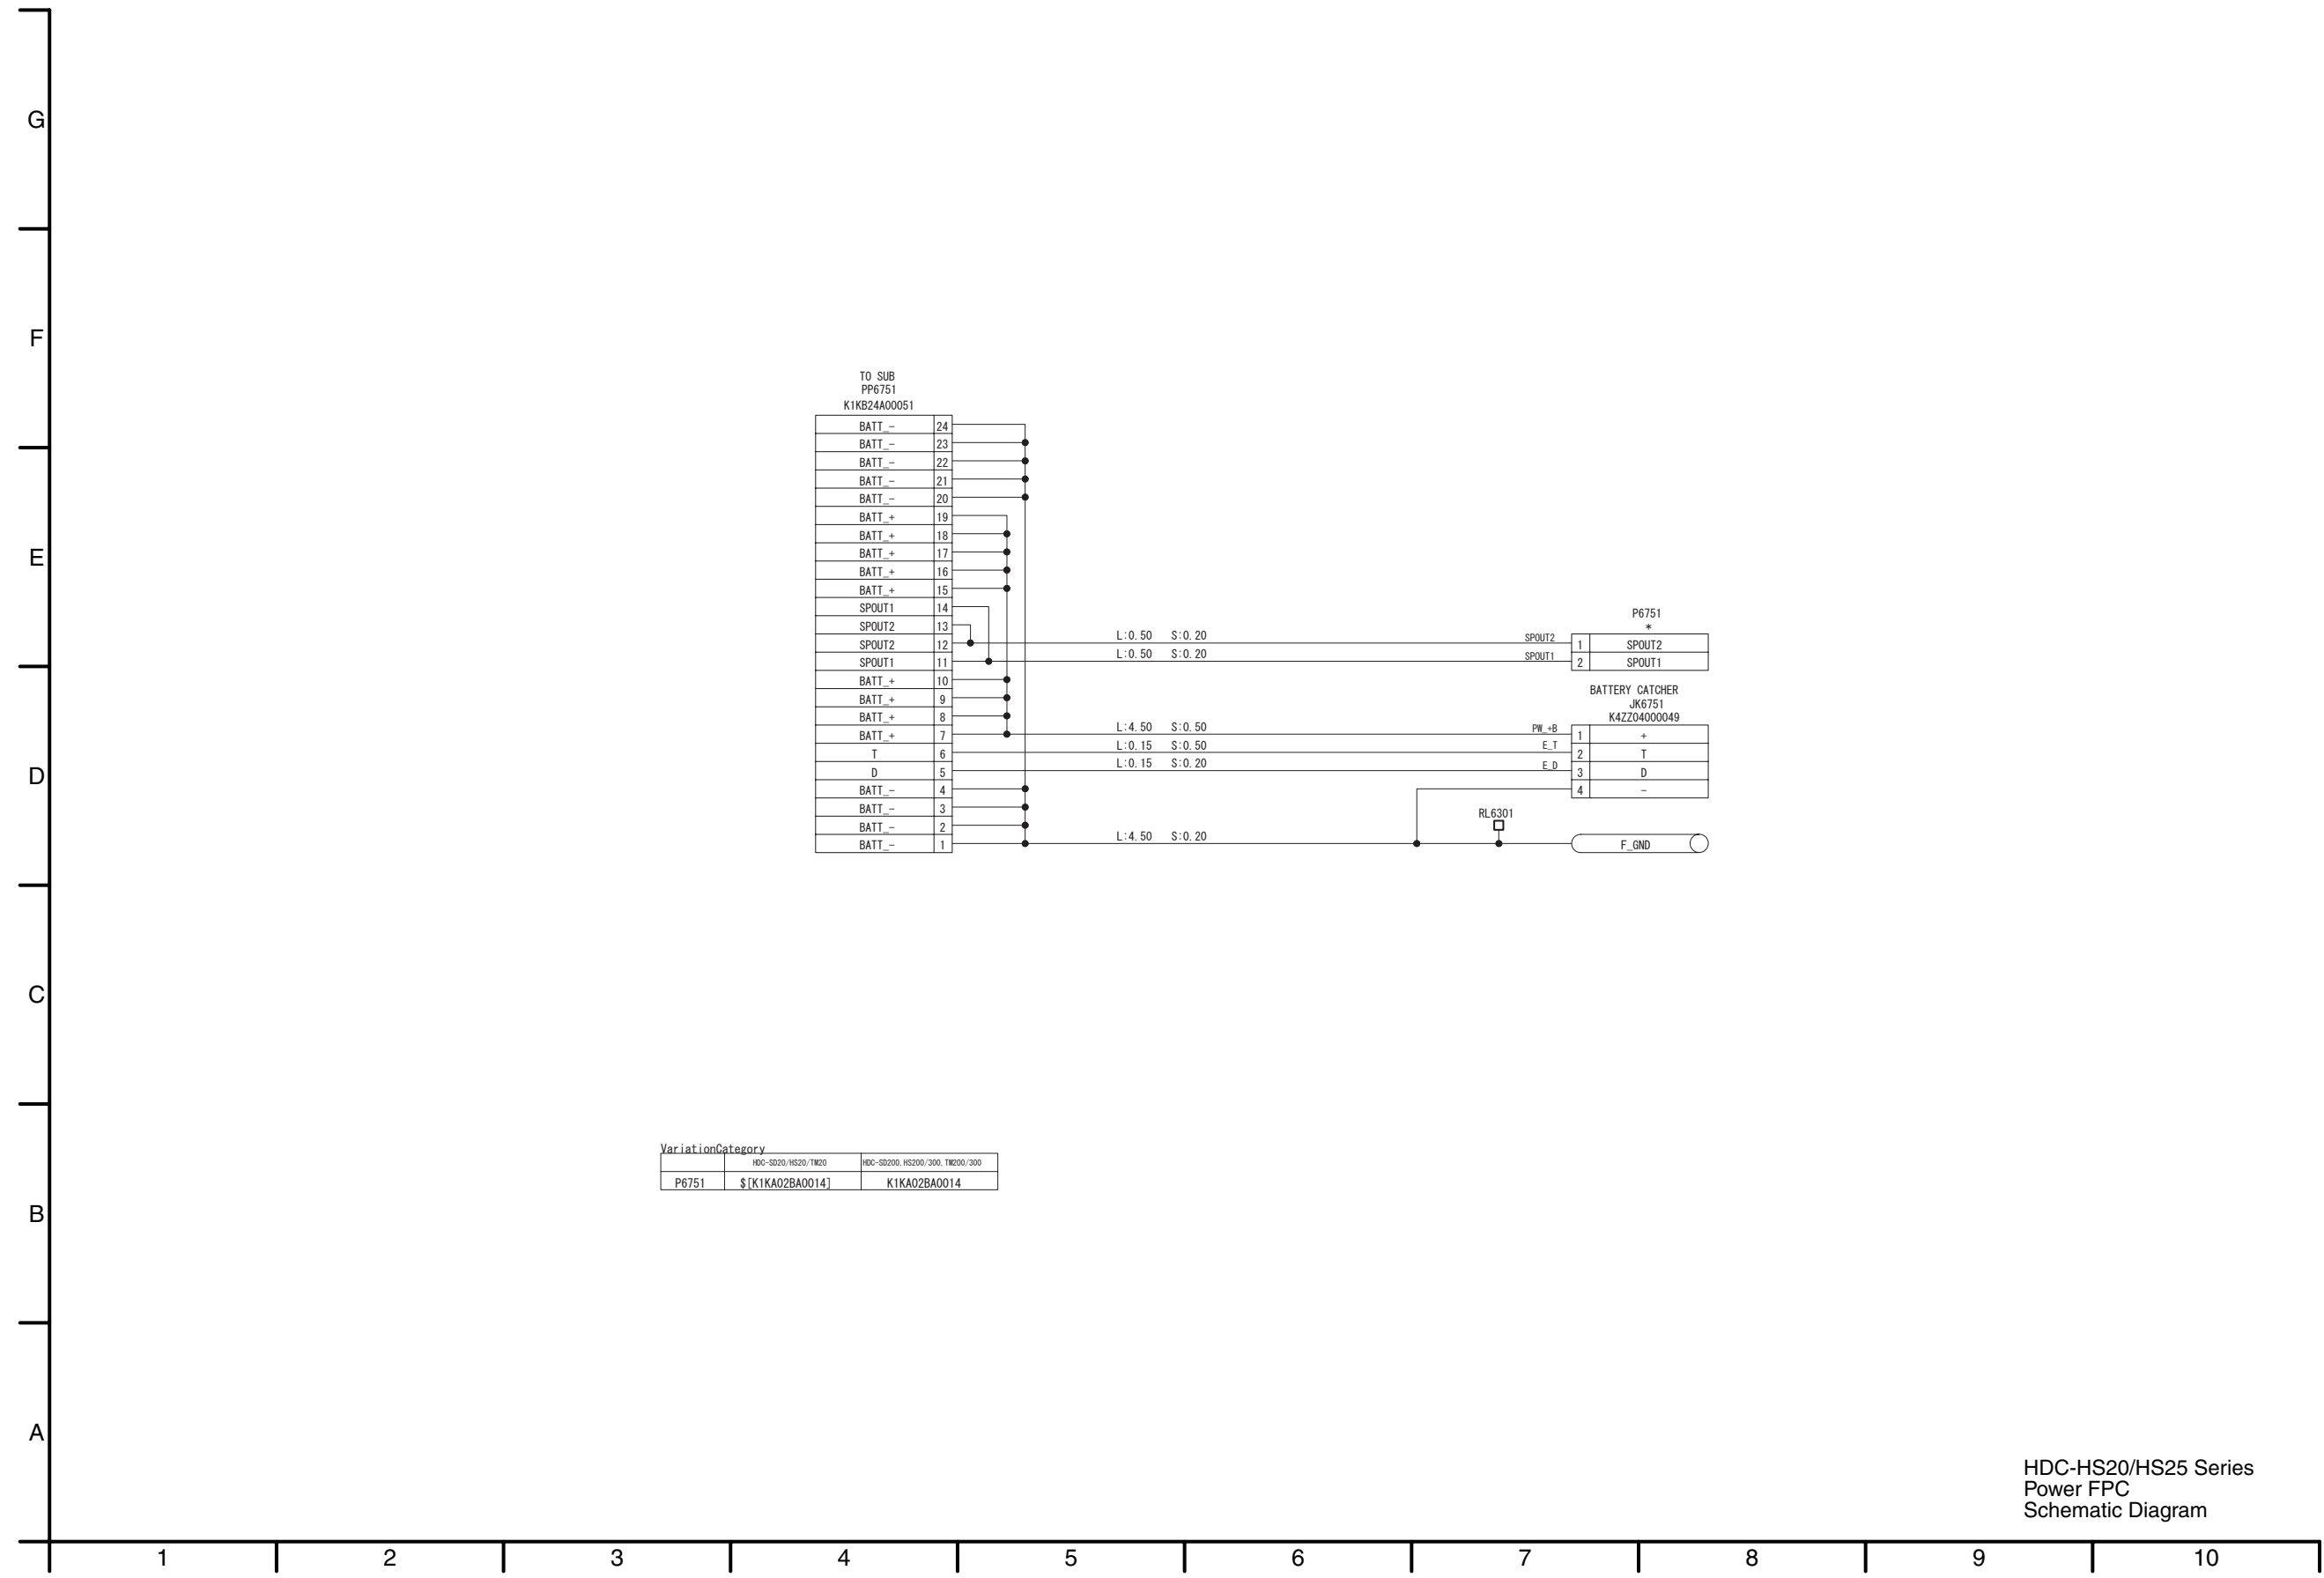 G
F
E
D
C
B
A
TO SUB
PP6751
K1KB24A00051
BATT_- 24
BATT_- 23
BATT_- 22
BATT_- 21
BATT_- 20
BATT_+ 19
BATT_+ 18
BATT_+ 17
BATT_+ 16
BATT_+ 15
SPOUT1 14
SPOUT2 13
SPOUT2 12
SPOUT1 11
BATT_+ 10
BATT_+ 9
BATT_+ 8
BATT_+ 7
T 6
D 5
BATT_- 4
BATT_- 3
BATT_- 2
BATT_- 1
L:0.50 S:0.20
L:0.50 S:0.20
L:4.50 S:0.50
L:0.15 S:0.50
L:0.15 S:0.20
L:4.50 S:0.20
SPOUT2
SPOUT1
PW_+B
E_T
E_D
RL6301
P6751
*
1 SPOUT2
2 SPOUT1
BATTERY CATCHER
JK6751
K4ZZ04000049
1 +
2 T
3 D
4 -
F_GND
VariationCategory
HDC-SD20/HS20/TM20 HDC-SD200,HS200/300,TM200/300
P6751 $[K1KA02BA0014] K1KA02BA0014
HDC-HS20/HS25 Series
Power FPC
Schematic Diagram
1 2 3 4 5 6 7 8 9 10